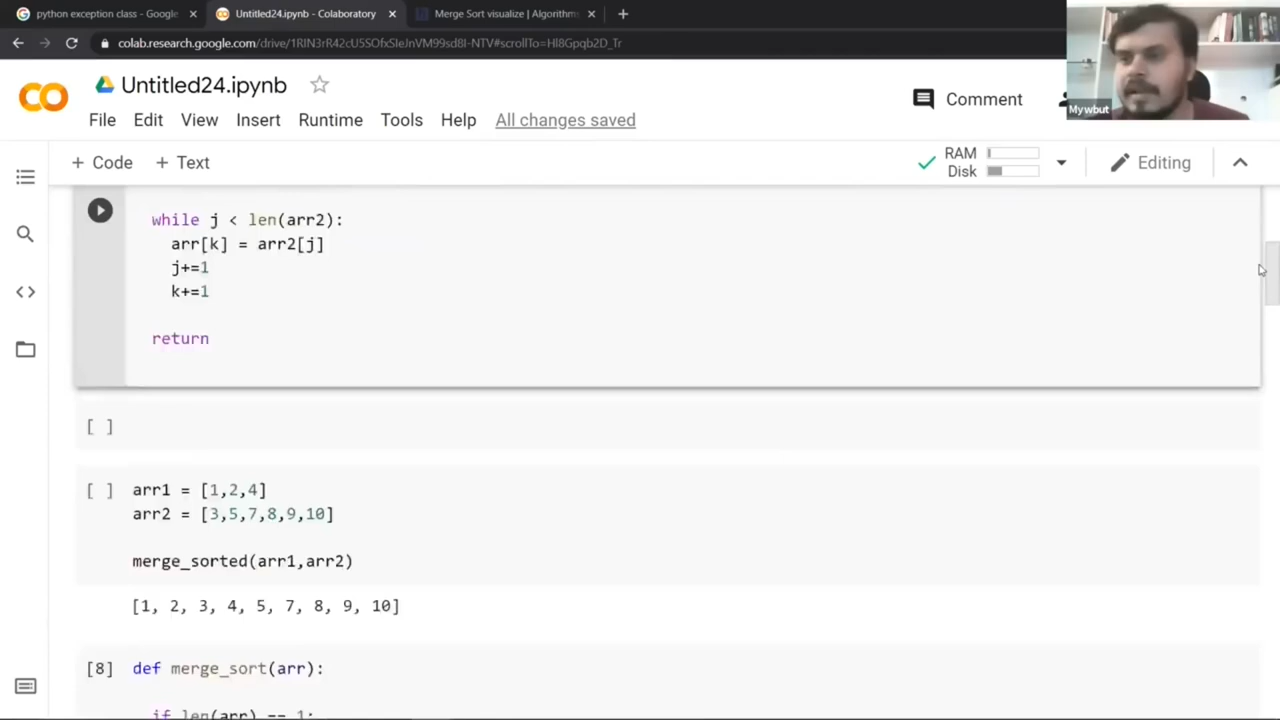 python exception class - Google
Untitled24.ipynb - Colaboratory
Merge Sort visualize | Algorithms
colab.research.google.com/drive/1RIN3rR42cU5SOfxSIeJnVM99sd8I-NTV#scrollTo=HI8Gpqb2D_Tr
Mywbut
Untitled24.ipynb
Comment
File Edit View Insert Runtime Tools Help All changes saved
+ Code + Text
RAM
Disk
Editing
while j < len(arr2):
arr[k] = arr2[j]
j+=1
k+=1
return
[ ]
[ ] arr1 = [1,2,4]
arr2 = [3,5,7,8,9,10]
merge_sorted(arr1,arr2)
[1, 2, 3, 4, 5, 7, 8, 9, 10]
[8] def merge_sort(arr):
if len(arr) == 1: